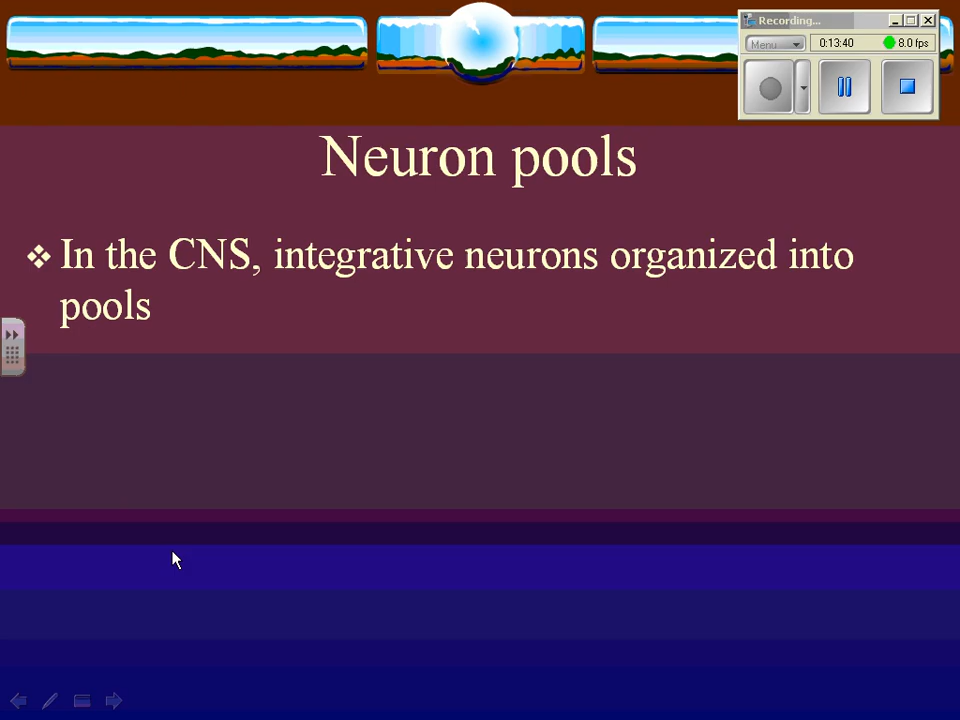 Recording...
Menu
0:13:40
8.0 fps
Neuron pools
In the CNS, integrative neurons organized into
pools